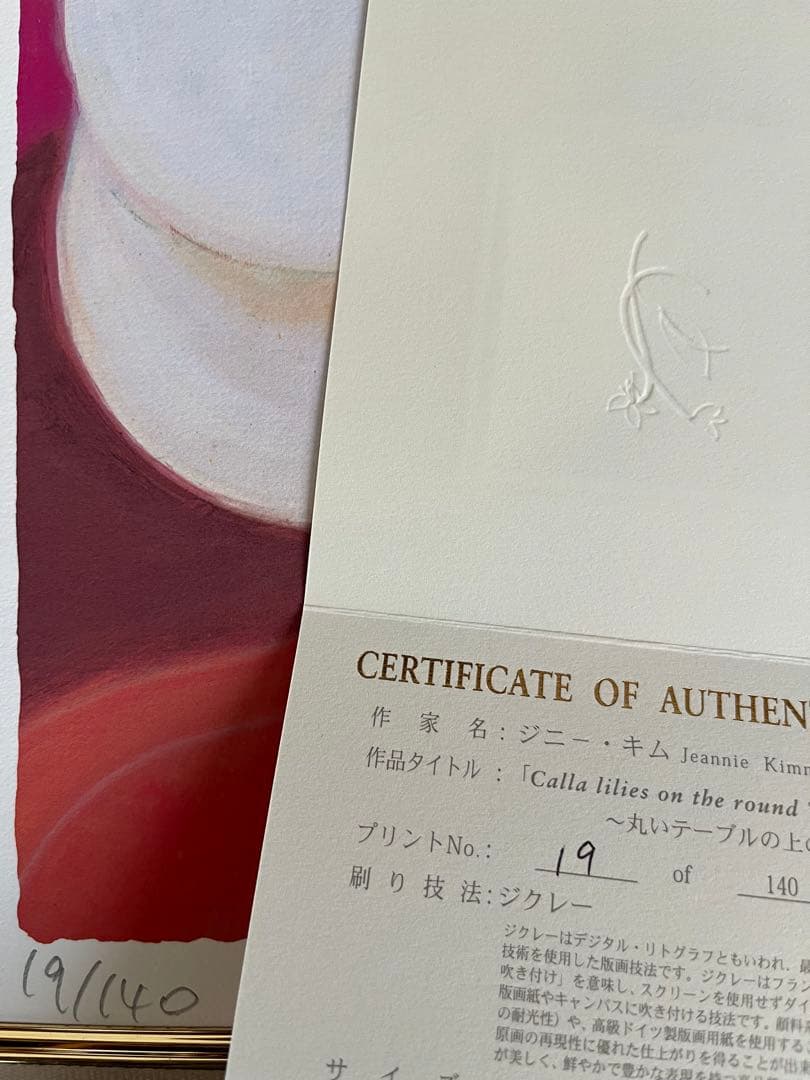 CERTIFICATE OF AUTHEN
作家名：ジニー・キム Jeannie Kim
作品タイトル：「Calla lilies on the round
～丸いテーブルの上の
プリントNo.： 19 of 140
刷り技法：ジクレー
ジクレーはデジタル・リトグラフともいわれ、最
技術を使用した版画技法です。ジクレーはフラン
吹き付け」を意味し、スクリーンを使用せずダイ
版画紙やキャンバスに吹き付ける技法です。顔料
の耐光性）や、高級ドイツ製版画用紙を使用するこ
原画の再現性に優れた仕上がりを得ることが出来
が美しく、鮮やかで豊かな表現を持つ
サイズ
19/140